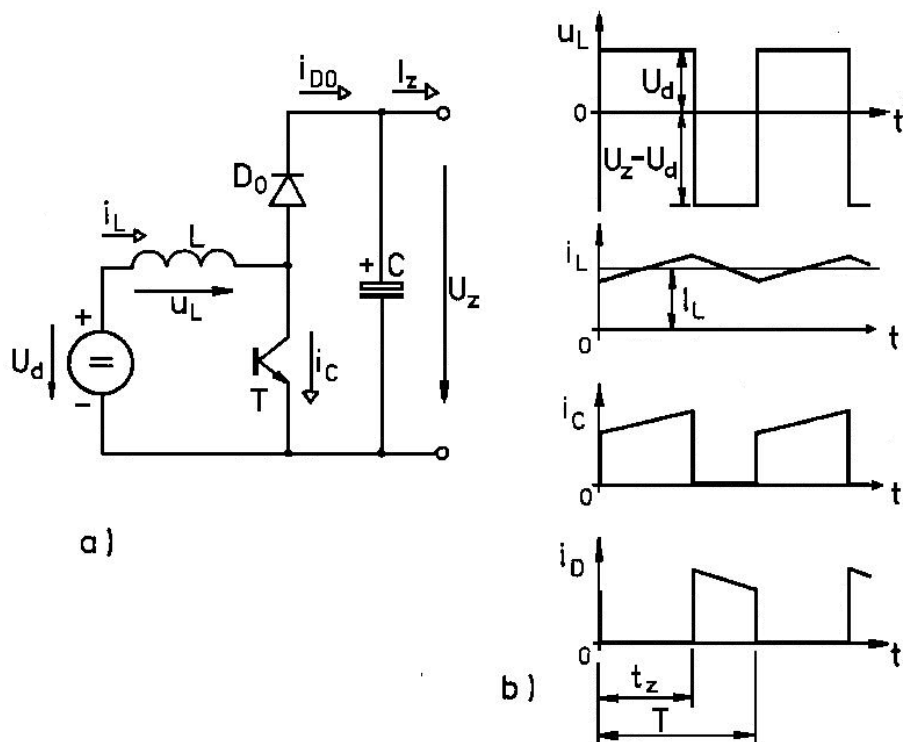 i_D0
I_z
D_0
i_L
L
u_L
+
C
U_z
+
=
-
U_d
T
i_C
a)
u_L
U_d
0
t
U_z-U_d
i_L
I_L
0
t
i_C
0
t
i_D
0
t
t_z
T
b)